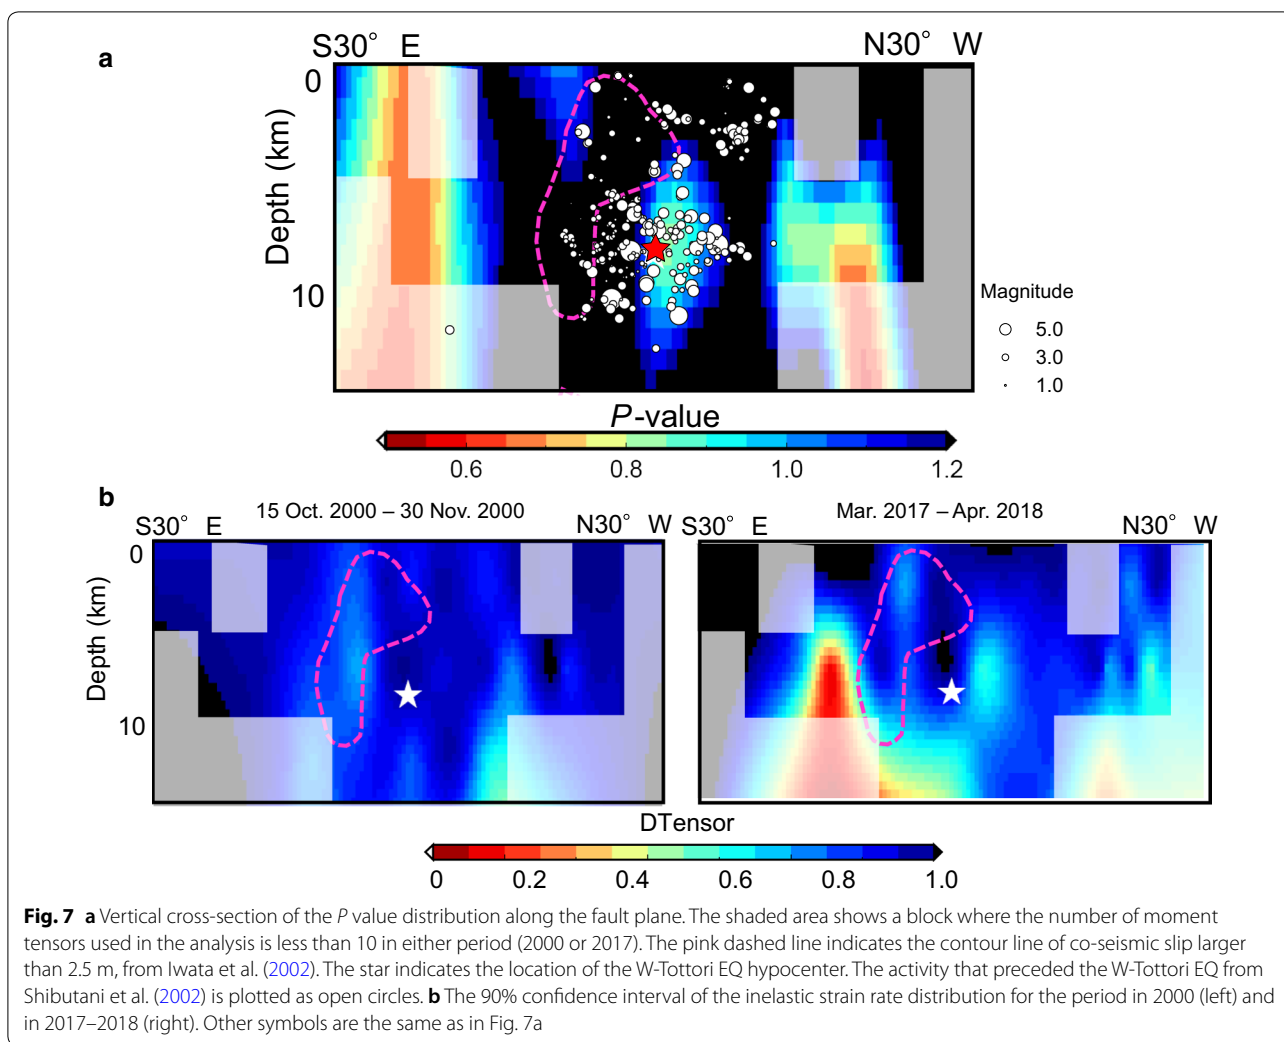 a
S30° E
N30° W
0
10
Depth (km)
Magnitude
5.0
3.0
1.0
P-value
0.6 0.8 1.0 1.2
b
15 Oct. 2000 – 30 Nov. 2000
S30° E
N30° W
Mar. 2017 – Apr. 2018
S30° E
N30° W
0
10
Depth (km)
DTensor
0 0.2 0.4 0.6 0.8 1.0
Fig. 7 a Vertical cross-section of the P value distribution along the fault plane. The shaded area shows a block where the number of moment
tensors used in the analysis is less than 10 in either period (2000 or 2017). The pink dashed line indicates the contour line of co-seismic slip larger
than 2.5 m, from Iwata et al. (2002). The star indicates the location of the W-Tottori EQ hypocenter. The activity that preceded the W-Tottori EQ from
Shibutani et al. (2002) is plotted as open circles. b The 90% confidence interval of the inelastic strain rate distribution for the period in 2000 (left) and
in 2017–2018 (right). Other symbols are the same as in Fig. 7a